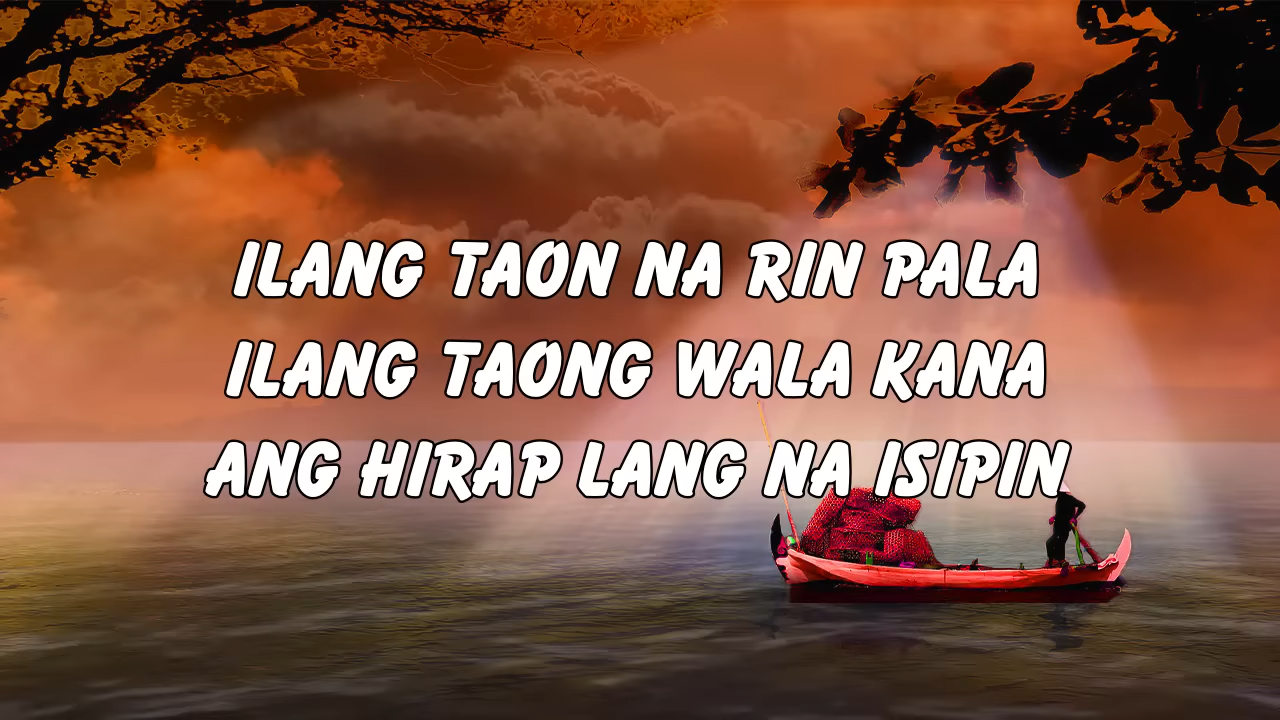 ILANG TAON NA RIN PALA
ILANG TAONG WALA KANA
ANG HIRAP LANG NA ISIPIN